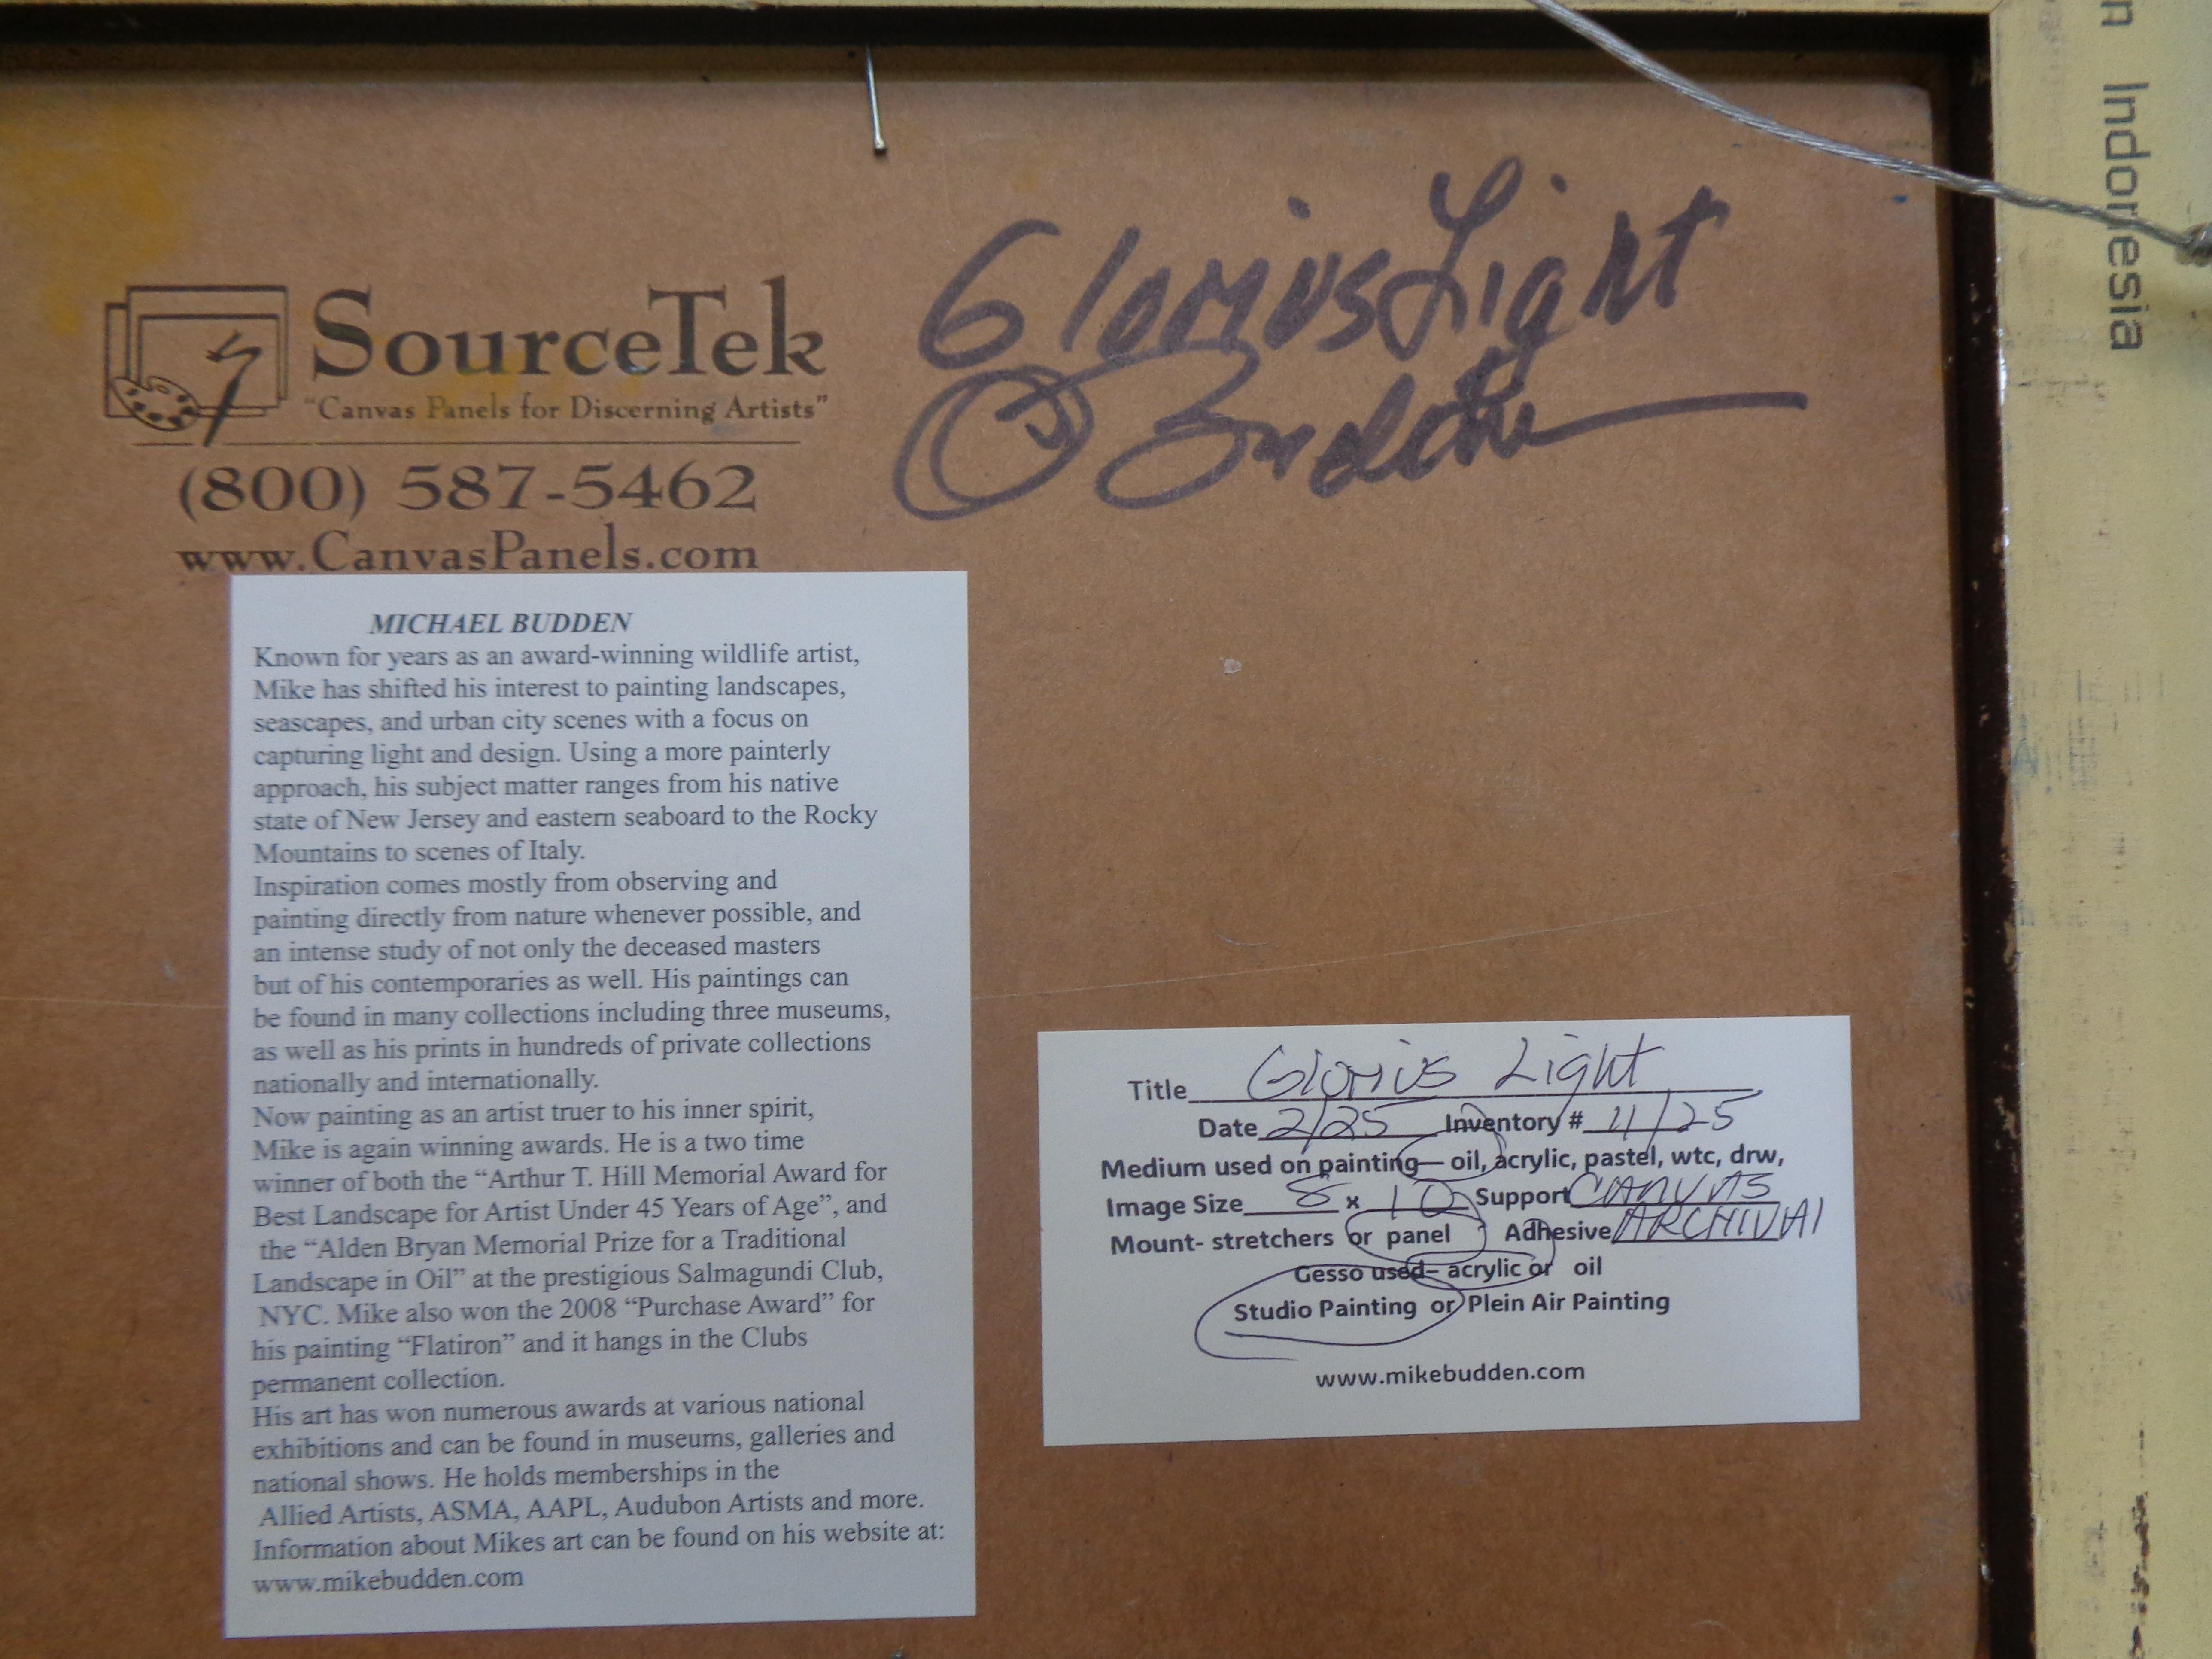 SourceTek
"Canvas Panels for Discerning Artists"
(800) 587-5462
www.CanvasPanels.com
Glorius Light
Budden
n Indonesia
MICHAEL BUDDEN
Known for years as an award-winning wildlife artist,
Mike has shifted his interest to painting landscapes,
seascapes, and urban city scenes with a focus on
capturing light and design. Using a more painterly
approach, his subject matter ranges from his native
state of New Jersey and eastern seaboard to the Rocky
Mountains to scenes of Italy.
Inspiration comes mostly from observing and
painting directly from nature whenever possible, and
an intense study of not only the deceased masters
but of his contemporaries as well. His paintings can
be found in many collections including three museums,
as well as his prints in hundreds of private collections
nationally and internationally.
Now painting as an artist truer to his inner spirit,
Mike is again winning awards. He is a two time
winner of both the “Arthur T. Hill Memorial Award for
Best Landscape for Artist Under 45 Years of Age”, and
the “Alden Bryan Memorial Prize for a Traditional
Landscape in Oil” at the prestigious Salmagundi Club,
NYC. Mike also won the 2008 “Purchase Award” for
his painting “Flatiron” and it hangs in the Clubs
permanent collection.
His art has won numerous awards at various national
exhibitions and can be found in museums, galleries and
national shows. He holds memberships in the
Allied Artists, ASMA, AAPL, Audubon Artists and more.
Information about Mikes art can be found on his website at:
www.mikebudden.com
Title Glorius Light
Date 2/25 Inventory # 11/25
Medium used on painting– oil, acrylic, pastel, wtc, drw,
Image Size 8 x 10 Support CANVAS
Mount- stretchers or panel Adhesive ARCHIVAl
Gesso used– acrylic or oil
Studio Painting or Plein Air Painting
www.mikebudden.com